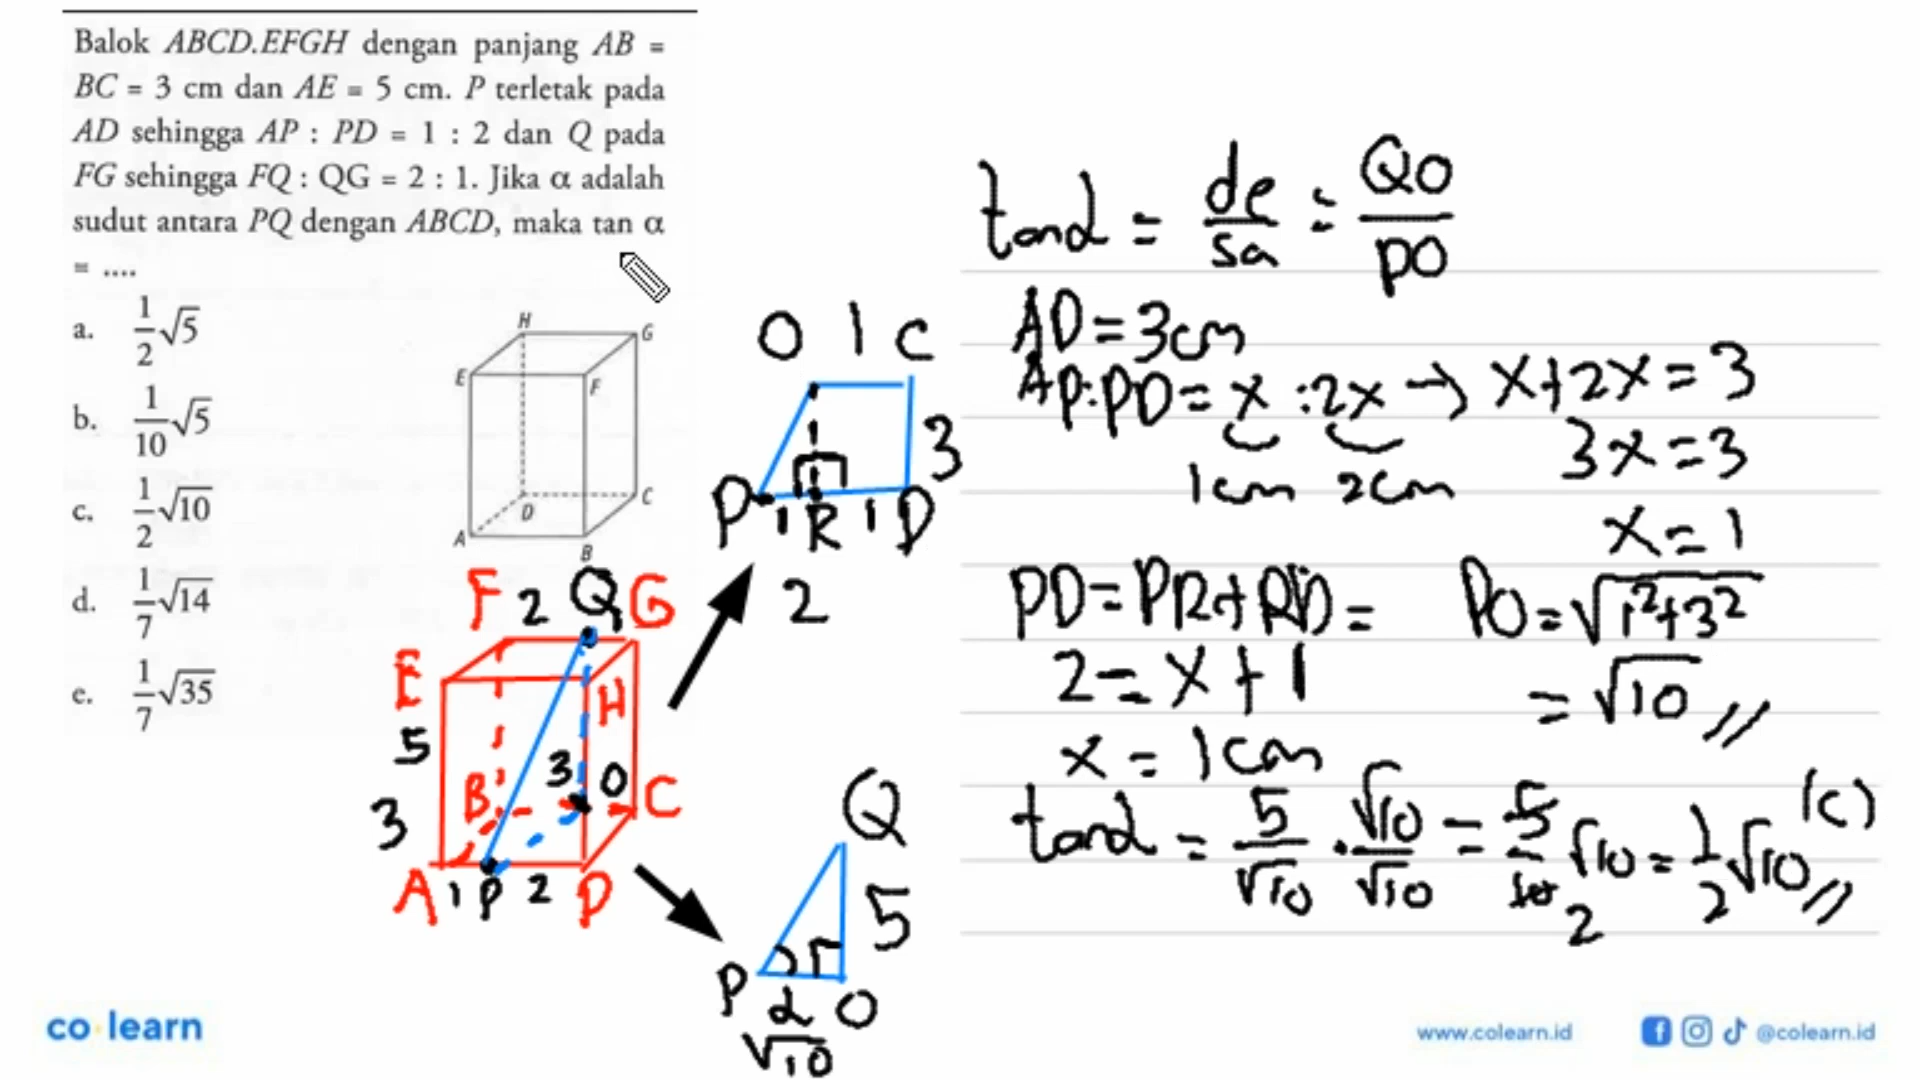 Balok ABCD.EFGH dengan panjang AB =
BC = 3 cm dan AE = 5 cm. P terletak pada
AD sehingga AP : PD = 1 : 2 dan Q pada
FG sehingga FQ : QG = 2 : 1. Jika α adalah
sudut antara PQ dengan ABCD, maka tan α
= ....
a. 1/2 √5
b. 1/10 √5
c. 1/2 √10
d. 1/7 √14
e. 1/7 √35
H
G
E
F
D
C
A
B
F 2 Q 1 G
E
H
5
B
3
O
C
3
A 1 P 2 D
O 1 C
3
P 1 R 1 D
2
Q
5
P α O
√10
tan α = de/sa = QO/PO
AD = 3cm
AP:PD = x : 2x → x+2x = 3
1cm 2cm
3x = 3
x = 1
PD = PR + RD =
2 = x + 1
x = 1 cm
PO = √1²+3²
= √10 //
tan α = 5/√10 . √10/√10 = 5/10 √10 = 1/2 √10 // (c)
2
co learn
www.colearn.id
@colearn.id